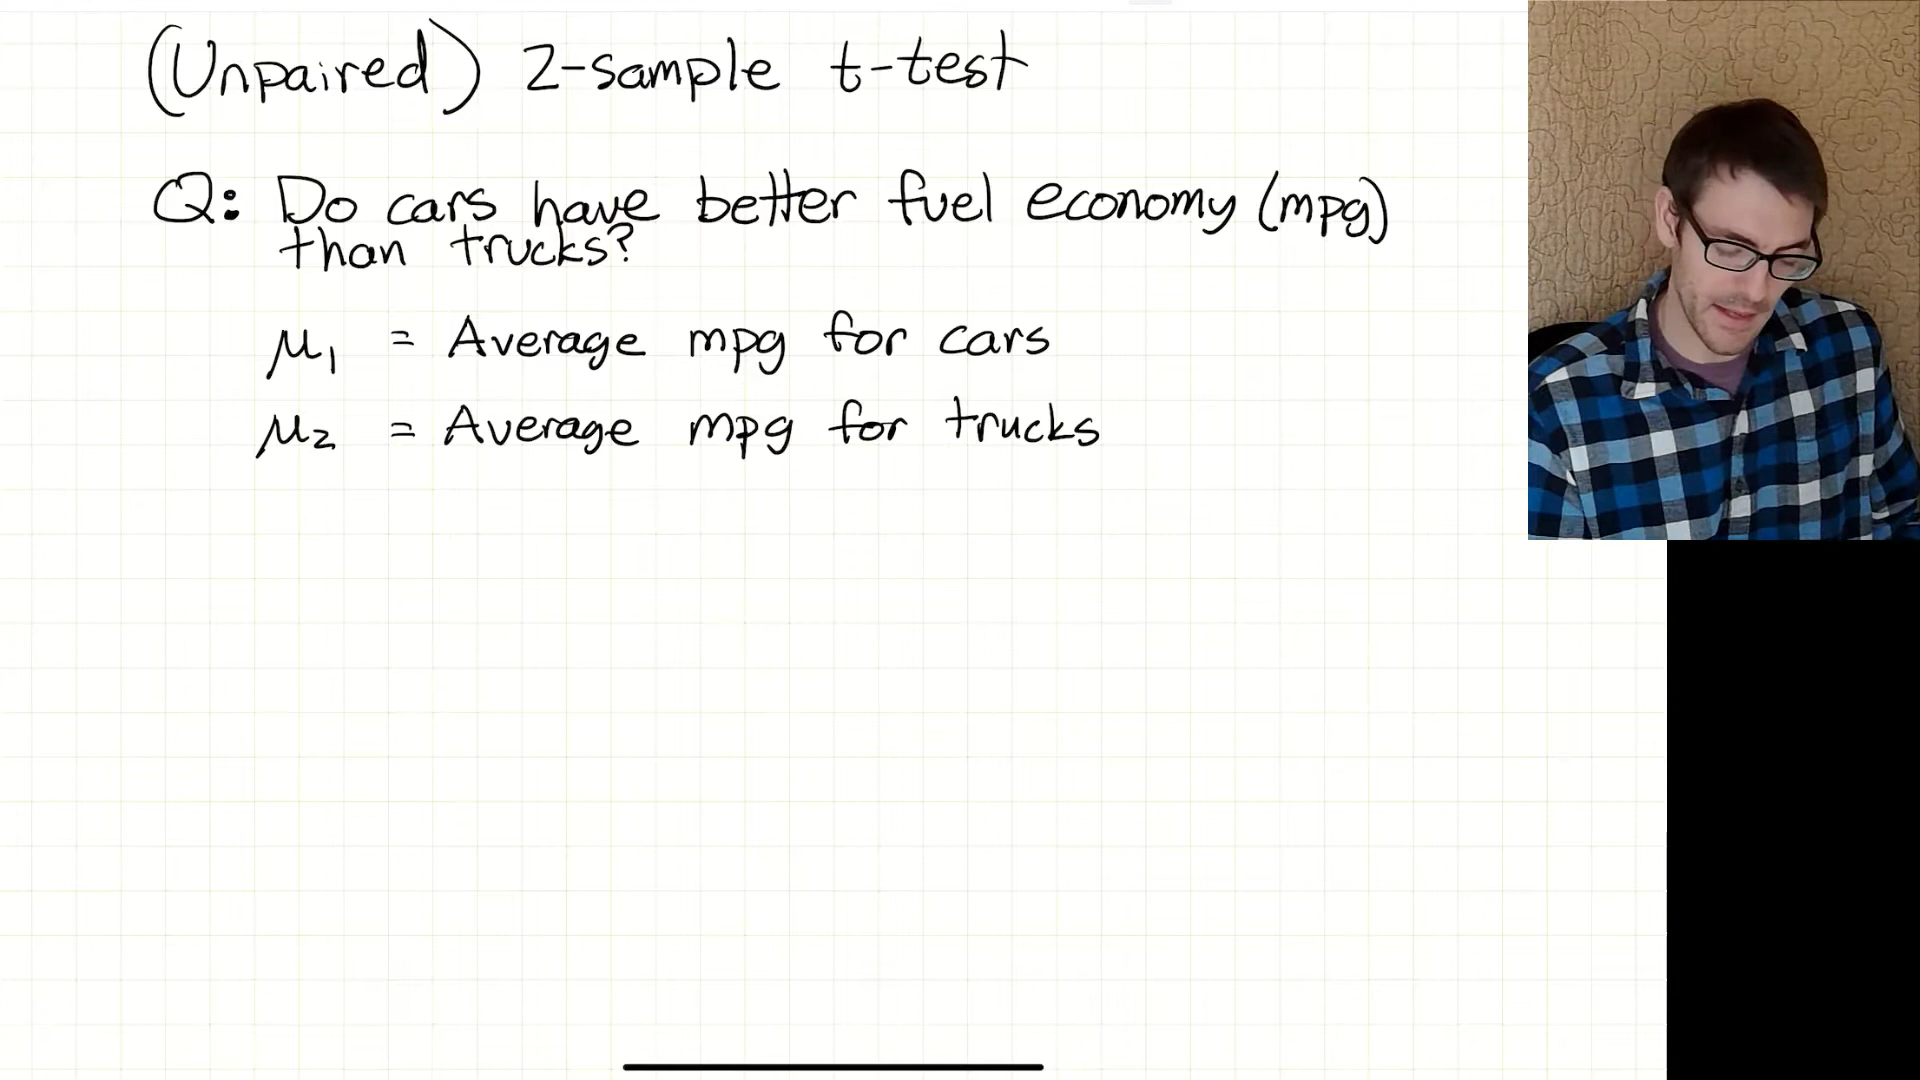 (Unpaired) 2-sample t-test
Q: Do cars have better fuel economy (mpg)
than trucks?
μ₁ = Average mpg for cars
μ₂ = Average mpg for trucks